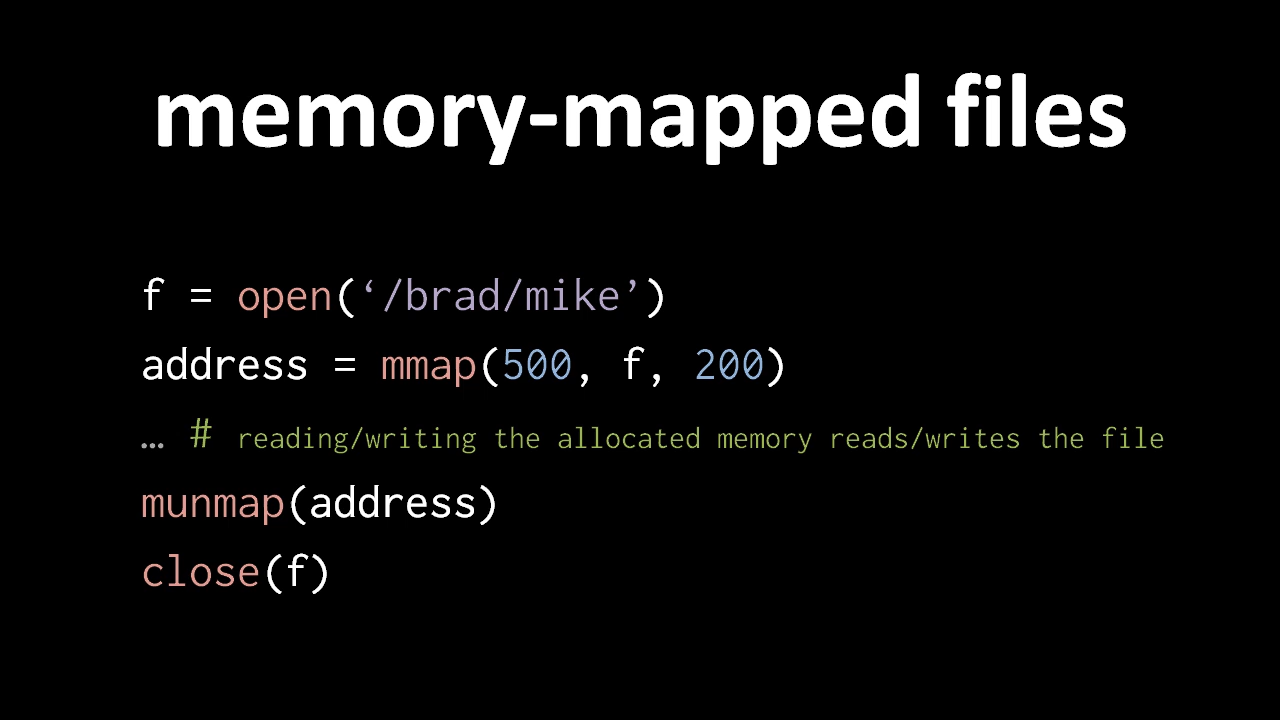 memory-mapped files
f = open(‘/brad/mike’)
address = mmap(500, f, 200)
… # reading/writing the allocated memory reads/writes the file
munmap(address)
close(f)